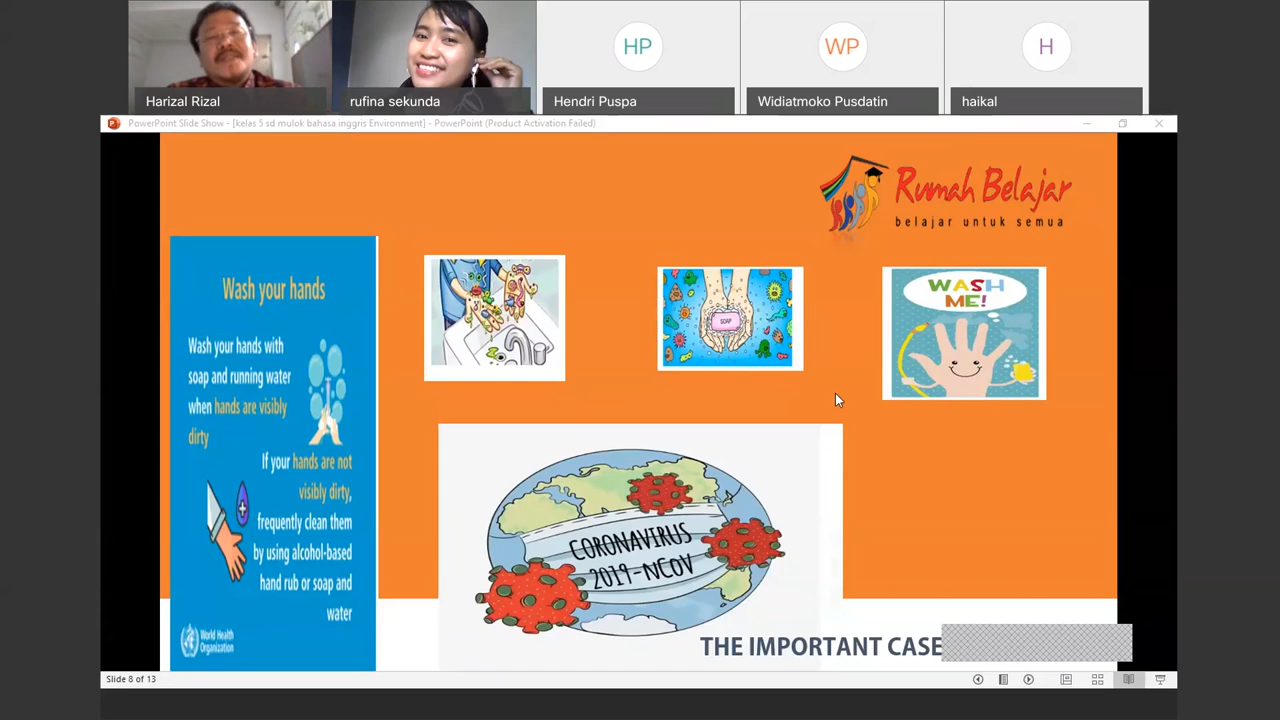 HP
WP
H
Harizal Rizal
rufina sekunda
Hendri Puspa
Widiatmoko Pusdatin
haikal
PowerPoint Slide Show - [kelas 5 sd mulok bahasa inggris Environment] - PowerPoint (Product Activation Failed)
Rumah Belajar
belajar untuk semua
Wash your hands
Wash your hands with
soap and running water
when hands are visibly
dirty
If your hands are not
visibly dirty,
frequently clean them
by using alcohol-based
hand rub or soap and
water
World Health
Organization
SOAP
WASH
ME!
CORONAVIRUS
2019-NCOV
THE IMPORTANT CASE
Slide 8 of 13